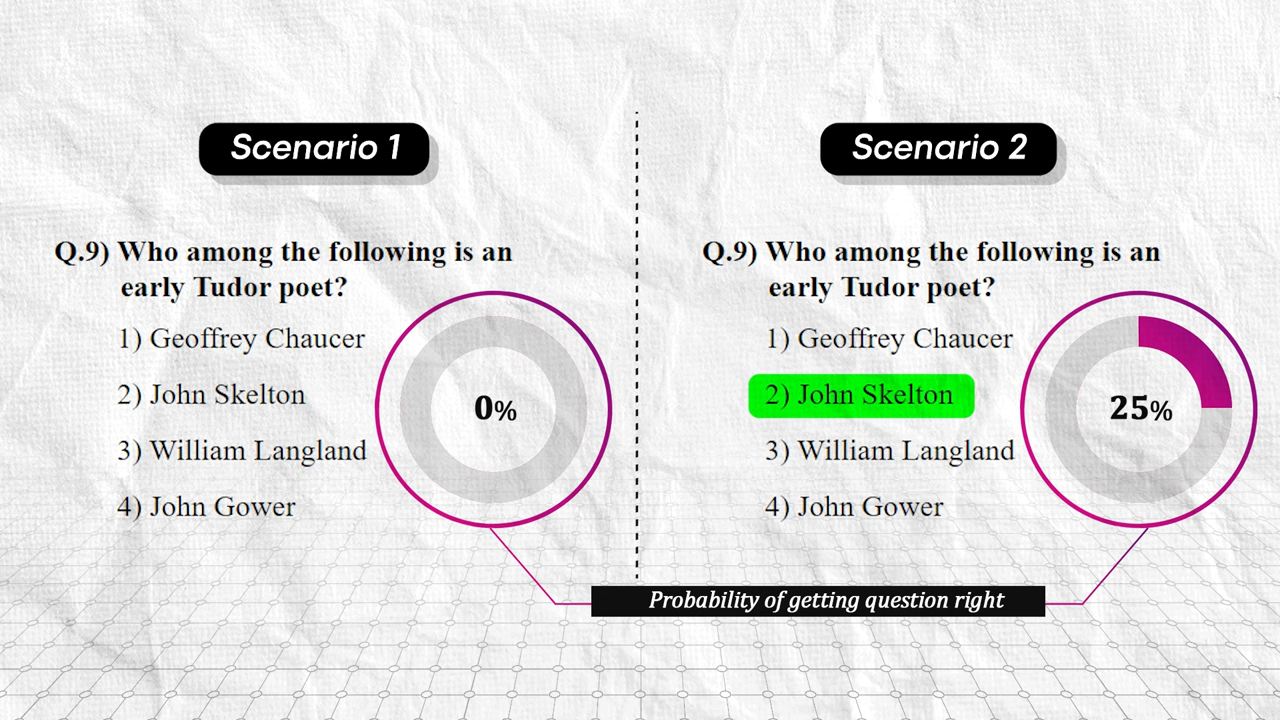 Scenario 1
Q.9) Who among the following is an
early Tudor poet?
1) Geoffrey Chaucer
2) John Skelton
3) William Langland
4) John Gower
0%
Scenario 2
Q.9) Who among the following is an
early Tudor poet?
1) Geoffrey Chaucer
2) John Skelton
3) William Langland
4) John Gower
25%
Probability of getting question right